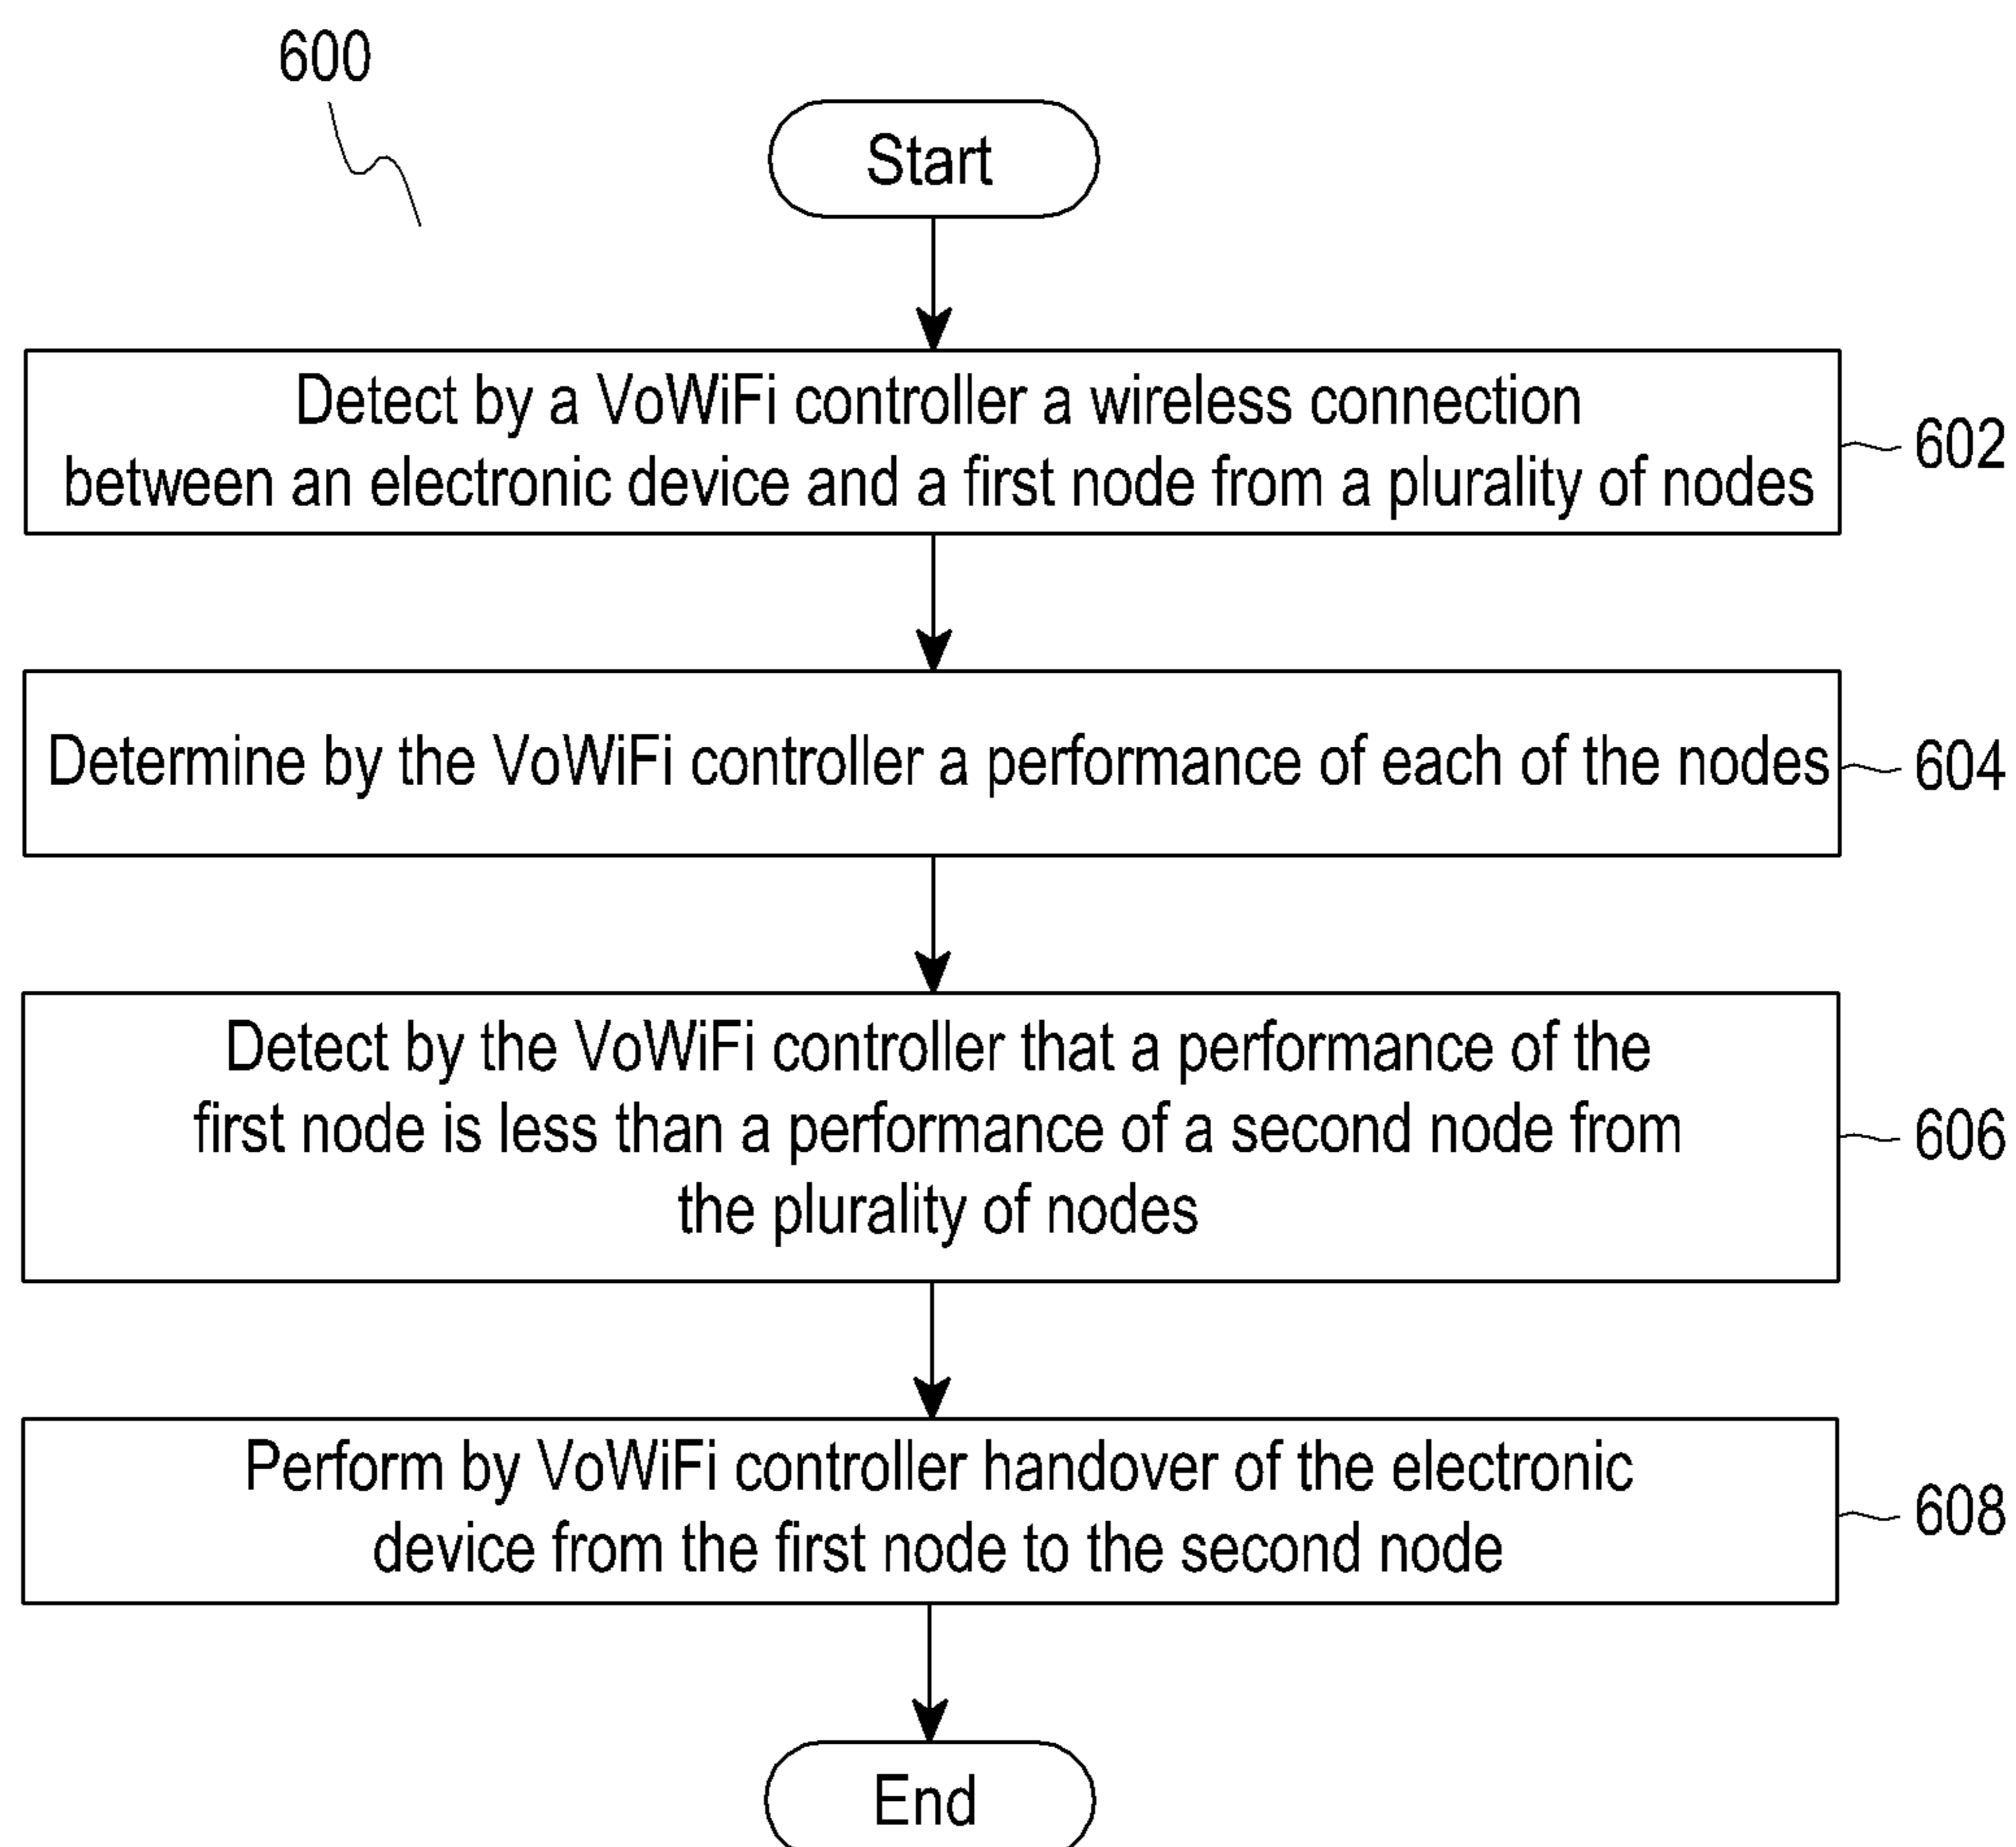 600
Start
Detect by a VoWiFi controller a wireless connection
between an electronic device and a first node from a plurality of nodes
602
Determine by the VoWiFi controller a performance of each of the nodes
604
Detect by the VoWiFi controller that a performance of the
first node is less than a performance of a second node from
the plurality of nodes
606
Perform by VoWiFi controller handover of the electronic
device from the first node to the second node
608
End